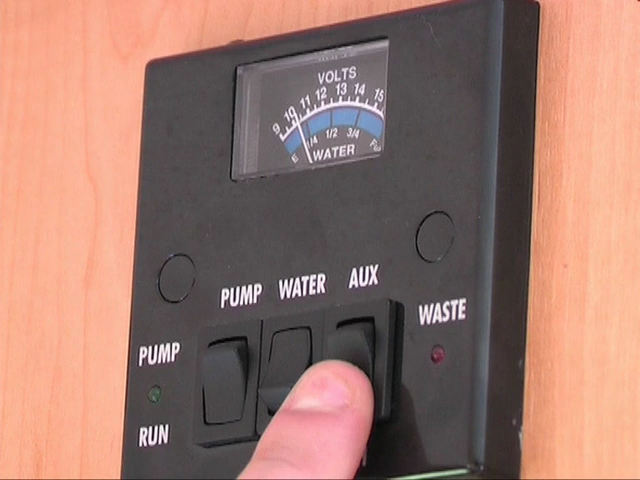 VOLTS
9 10 11 12 13 14 15
E 1/4 1/2 3/4
WATER
PUMP WATER AUX
WASTE
PUMP
RUN